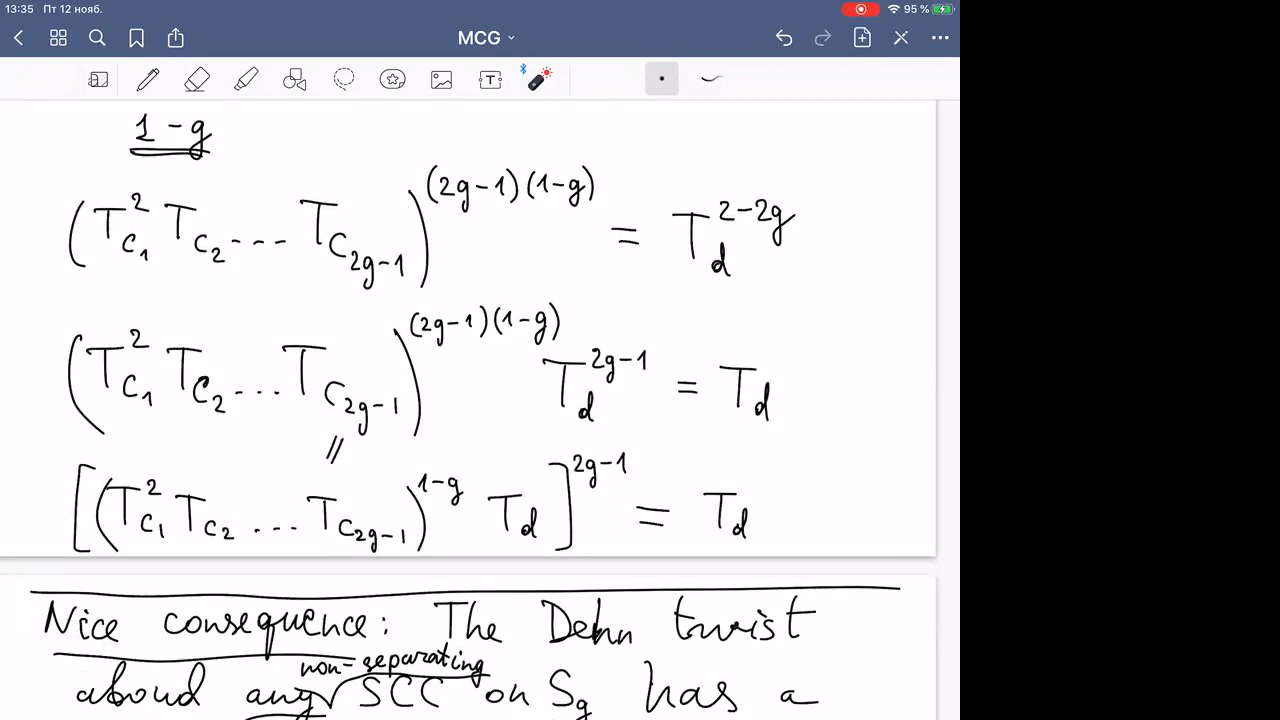 13:35 Пт 12 нояб. 95 %
MCG
1-g
(T_{c_1}^2 T_{c_2} --- T_{c_{2g-1}})^{(2g-1)(1-g)} = T_d^{2-2g}
(T_{c_1}^2 T_{c_2} ... T_{c_{2g-1}})^{(2g-1)(1-g)} T_d^{2g-1} = T_d
//
[(T_{c_1}^2 T_{c_2} ... T_{c_{2g-1}})^{1-g} T_d]^{2g-1} = T_d
Nice consequence: The Dehn twist
non-separating
aboud any √ SCC on S_g has a